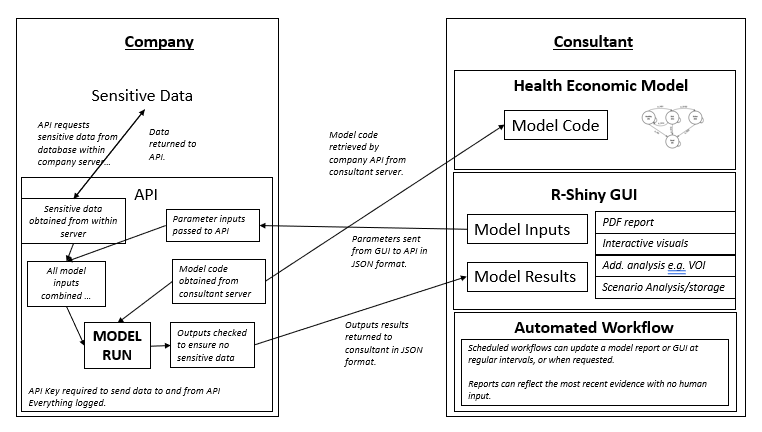 Company
Sensitive Data
API requests
sensitive data from
database within
company server…
Data
returned to
API.
API
Sensitive data
obtained from within
server
Parameter inputs
passed to API
All model
inputs
combined …
Model code
obtained from
consultant server
MODEL
RUN
Outputs checked
to ensure no
sensitive data
API Key required to send data to and from API
Everything logged.
Model code
retrieved by
company API from
consultant server.
Parameters sent
from GUI to API in
JSON format.
Outputs results
returned to
consultant in JSON
format.
Consultant
Health Economic Model
Model Code
R-Shiny GUI
Model Inputs
Model Results
PDF report
Interactive visuals
Add. analysis e.g. VOI
Scenario Analysis/storage
Automated Workflow
Scheduled workflows can update a model report or GUI at
regular intervals, or when requested.
Reports can reflect the most recent evidence with no human
input.